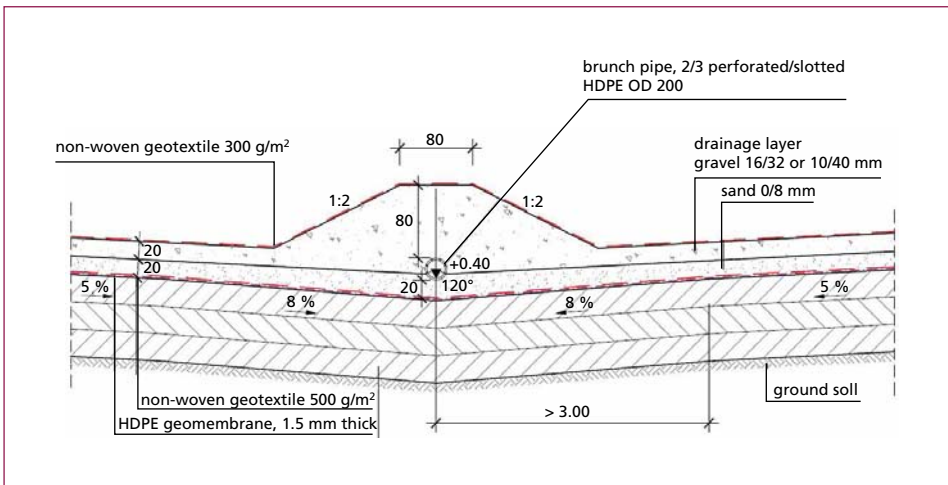 brunch pipe, 2/3 perforated/slotted
HDPE OD 200
non-woven geotextile 300 g/m²
80
drainage layer
gravel 16/32 or 10/40 mm
sand 0/8 mm
1:2
1:2
80
20
20
+0.40
20
120°
5 %
8 %
8 %
5 %
non-woven geotextile 500 g/m²
HDPE geomembrane, 1.5 mm thick
> 3.00
ground soll